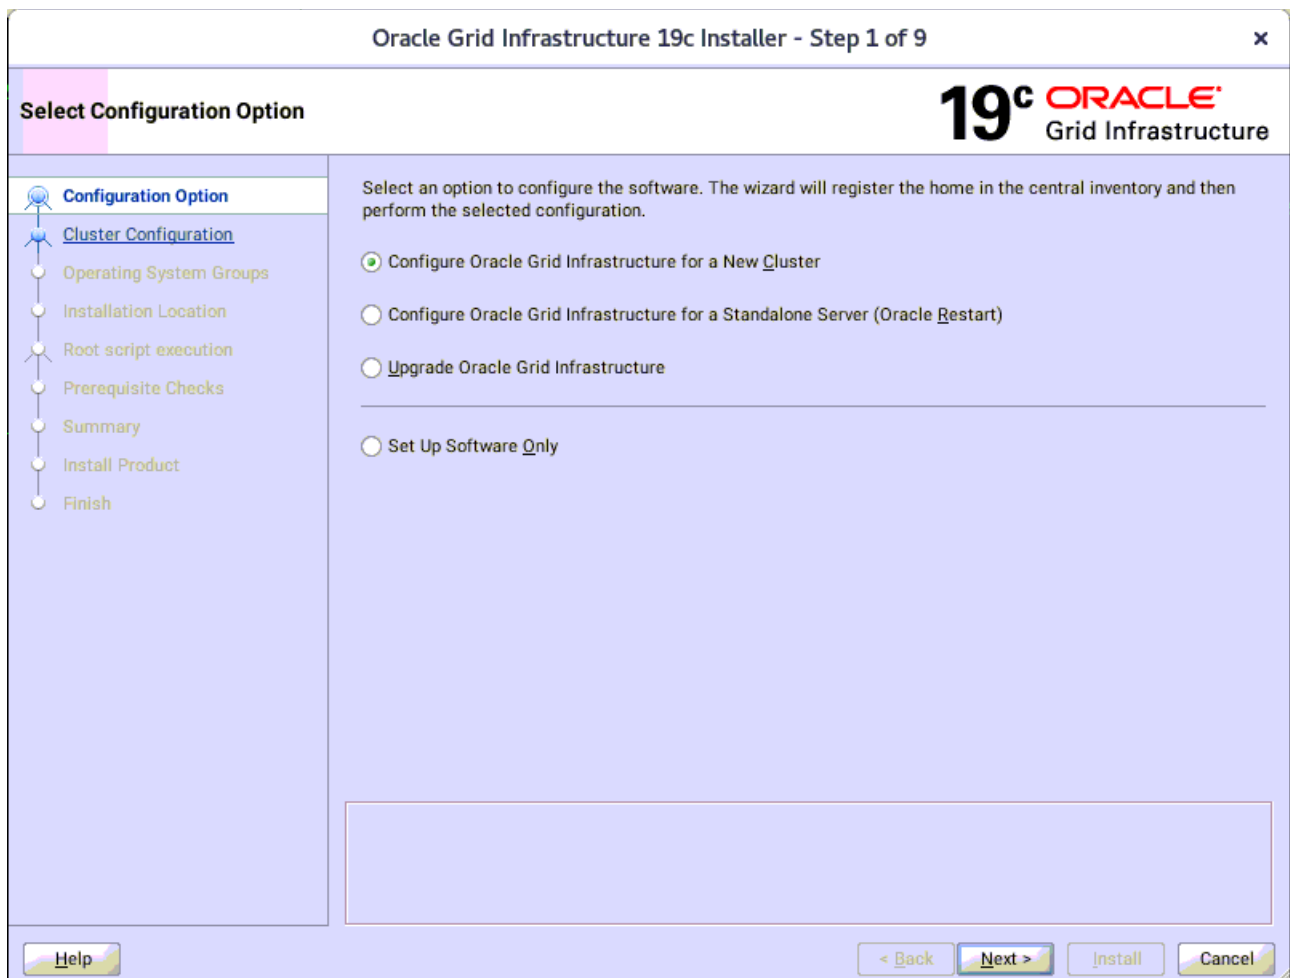 Oracle Grid Infrastructure 19c Installer - Step 1 of 9
Select Configuration Option
19c ORACLE
Grid Infrastructure
Configuration Option
Cluster Configuration
Operating System Groups
Installation Location
Root script execution
Prerequisite Checks
Summary
Install Product
Finish
Select an option to configure the software. The wizard will register the home in the central inventory and then
perform the selected configuration.
Configure Oracle Grid Infrastructure for a New Cluster
Configure Oracle Grid Infrastructure for a Standalone Server (Oracle Restart)
Upgrade Oracle Grid Infrastructure
Set Up Software Only
Help
< Back
Next >
Install
Cancel